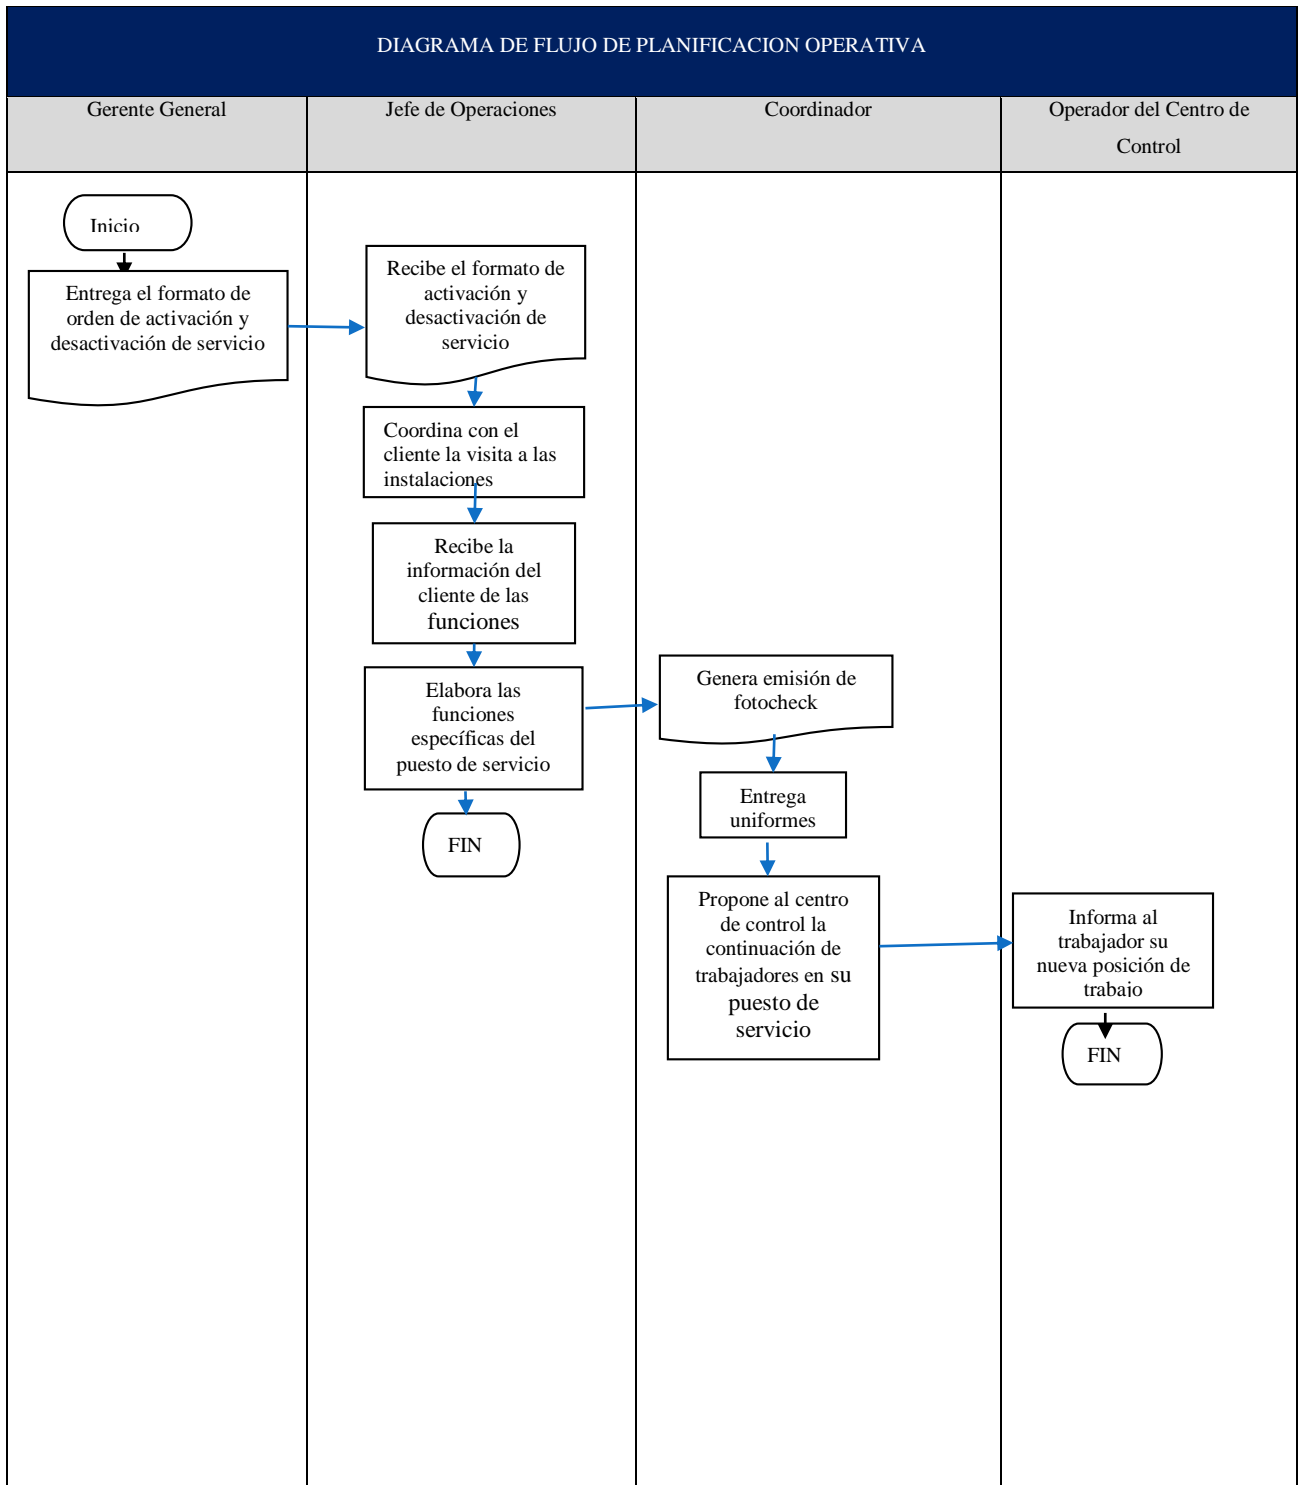 DIAGRAMA DE FLUJO DE PLANIFICACION OPERATIVA
Gerente General
Jefe de Operaciones
Coordinador
Operador del Centro de
Control
Inicio
Entrega el formato de
orden de activación y
desactivación de servicio
Recibe el formato de
activación y
desactivación de
servicio
Coordina con el
cliente la visita a las
instalaciones
Recibe la
información del
cliente de las
funciones
Elabora las
funciones
específicas del
puesto de servicio
FIN
Genera emisión de
fotocheck
Entrega
uniformes
Propone al centro
de control la
continuación de
trabajadores en su
puesto de
servicio
Informa al
trabajador su
nueva posición de
trabajo
FIN